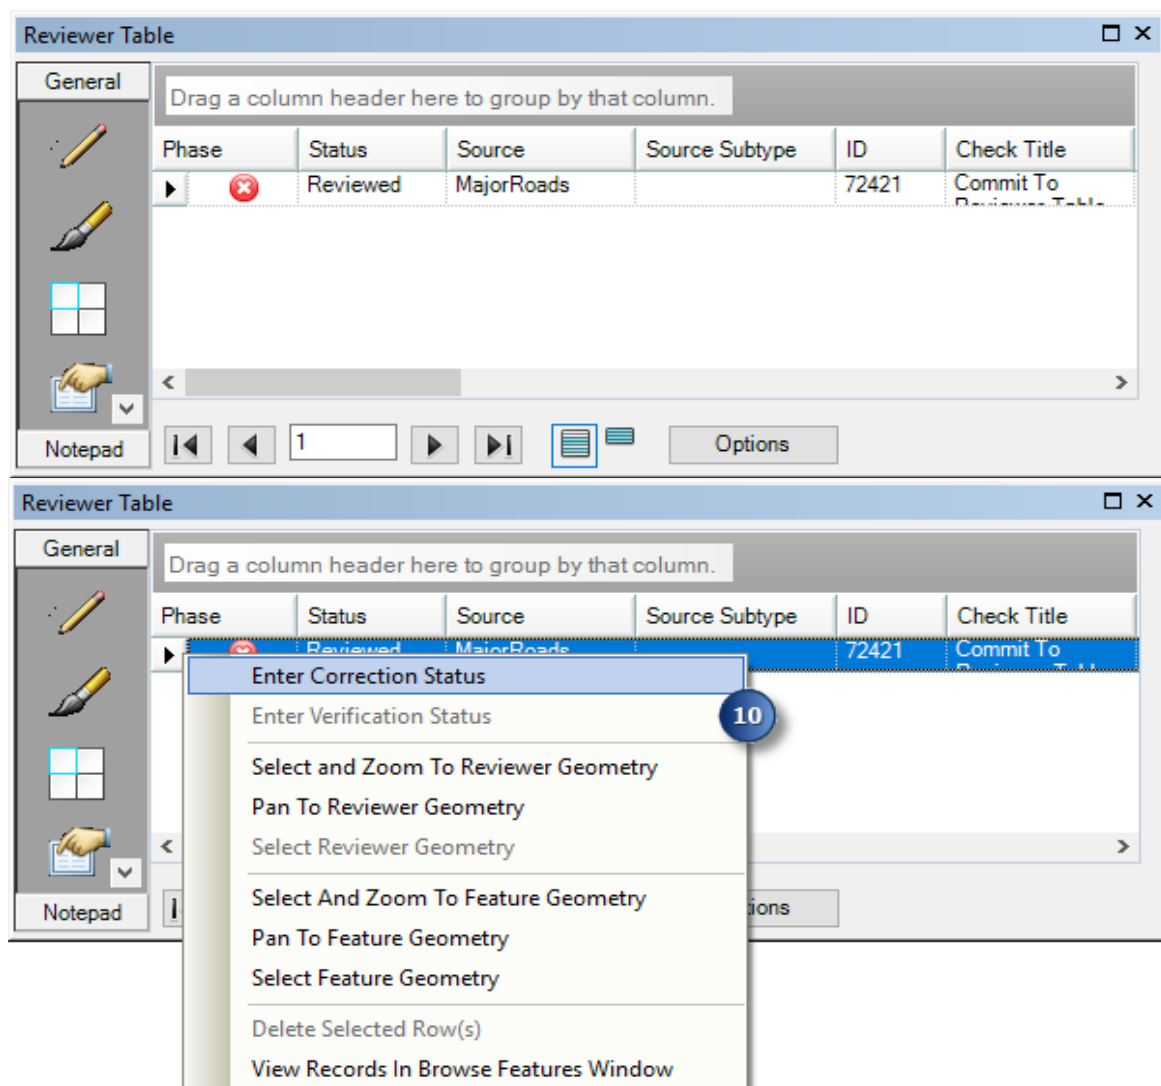 Reviewer Table
General
Drag a column header here to group by that column.
Phase Status Source Source Subtype ID Check Title
Reviewed MajorRoads 72421 Commit To
Reviewer Table
Notepad 1 Options
Reviewer Table
General
Drag a column header here to group by that column.
Phase Status Source Source Subtype ID Check Title
Reviewed MajorRoads 72421 Commit To
Enter Correction Status
Enter Verification Status
10
Select and Zoom To Reviewer Geometry
Pan To Reviewer Geometry
Select Reviewer Geometry
Select And Zoom To Feature Geometry
Notepad
Pan To Feature Geometry
Select Feature Geometry
Delete Selected Row(s)
View Records In Browse Features Window